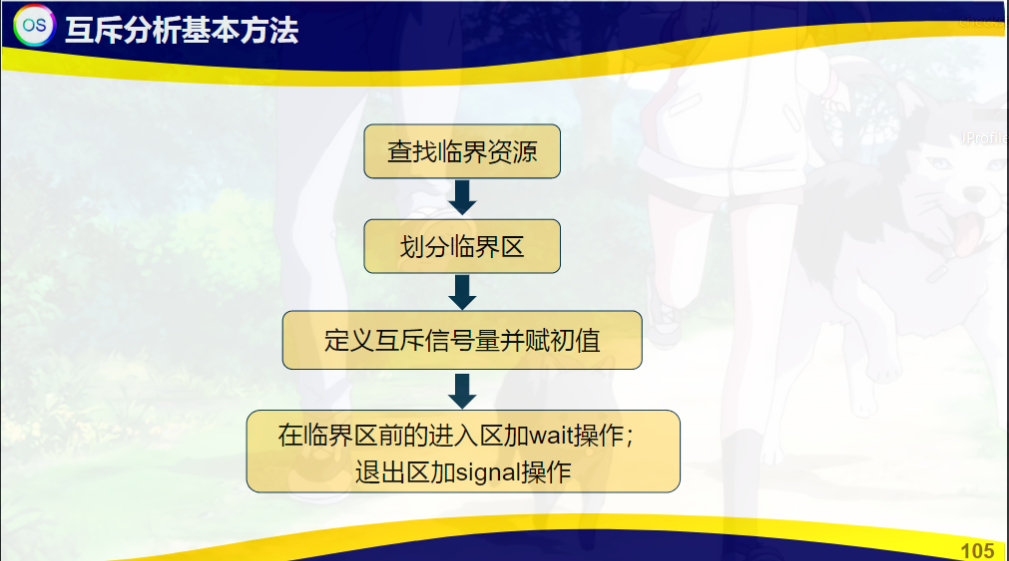 OS
互斥分析基本方法
查找临界资源
划分临界区
定义互斥信号量并赋初值
在临界区前的进入区加wait操作；
退出区加signal操作
105